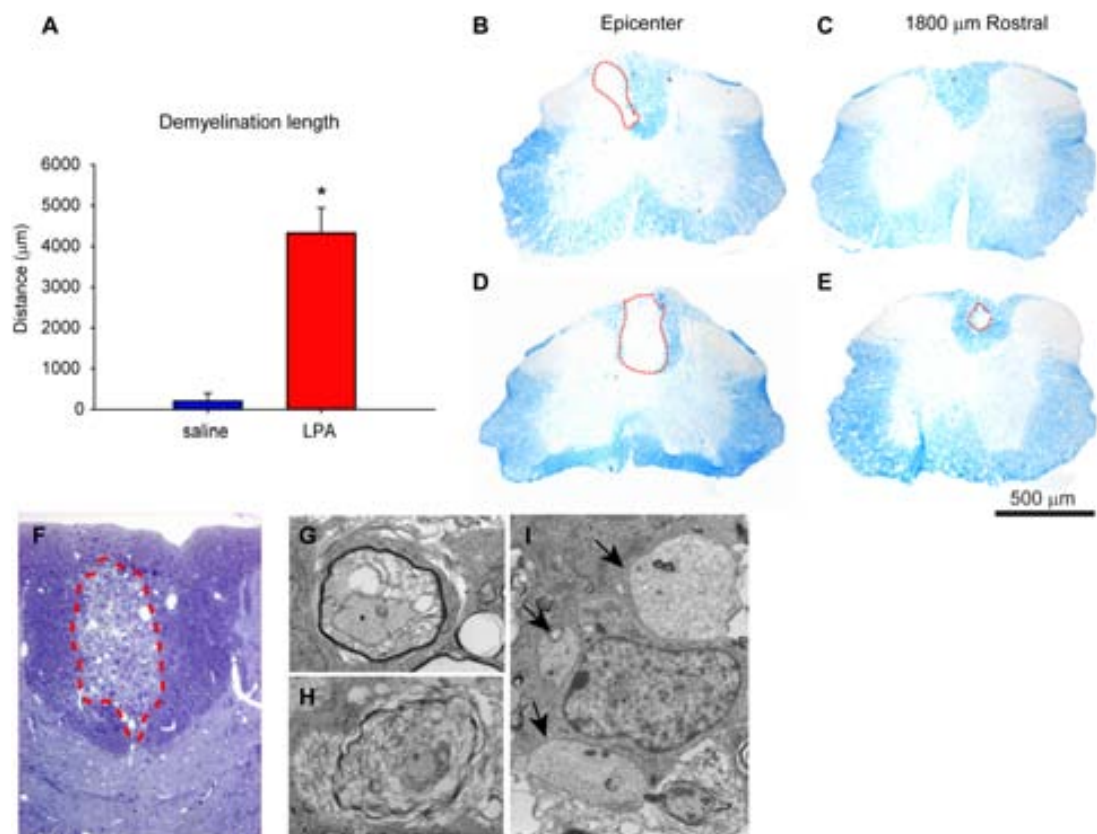 A
Demyelination length
Distance (μm)
6000
5000
4000
3000
2000
1000
0
*
saline
LPA
B
Epicenter
C
1800 μm Rostral
D
E
500 μm
F
G
H
I